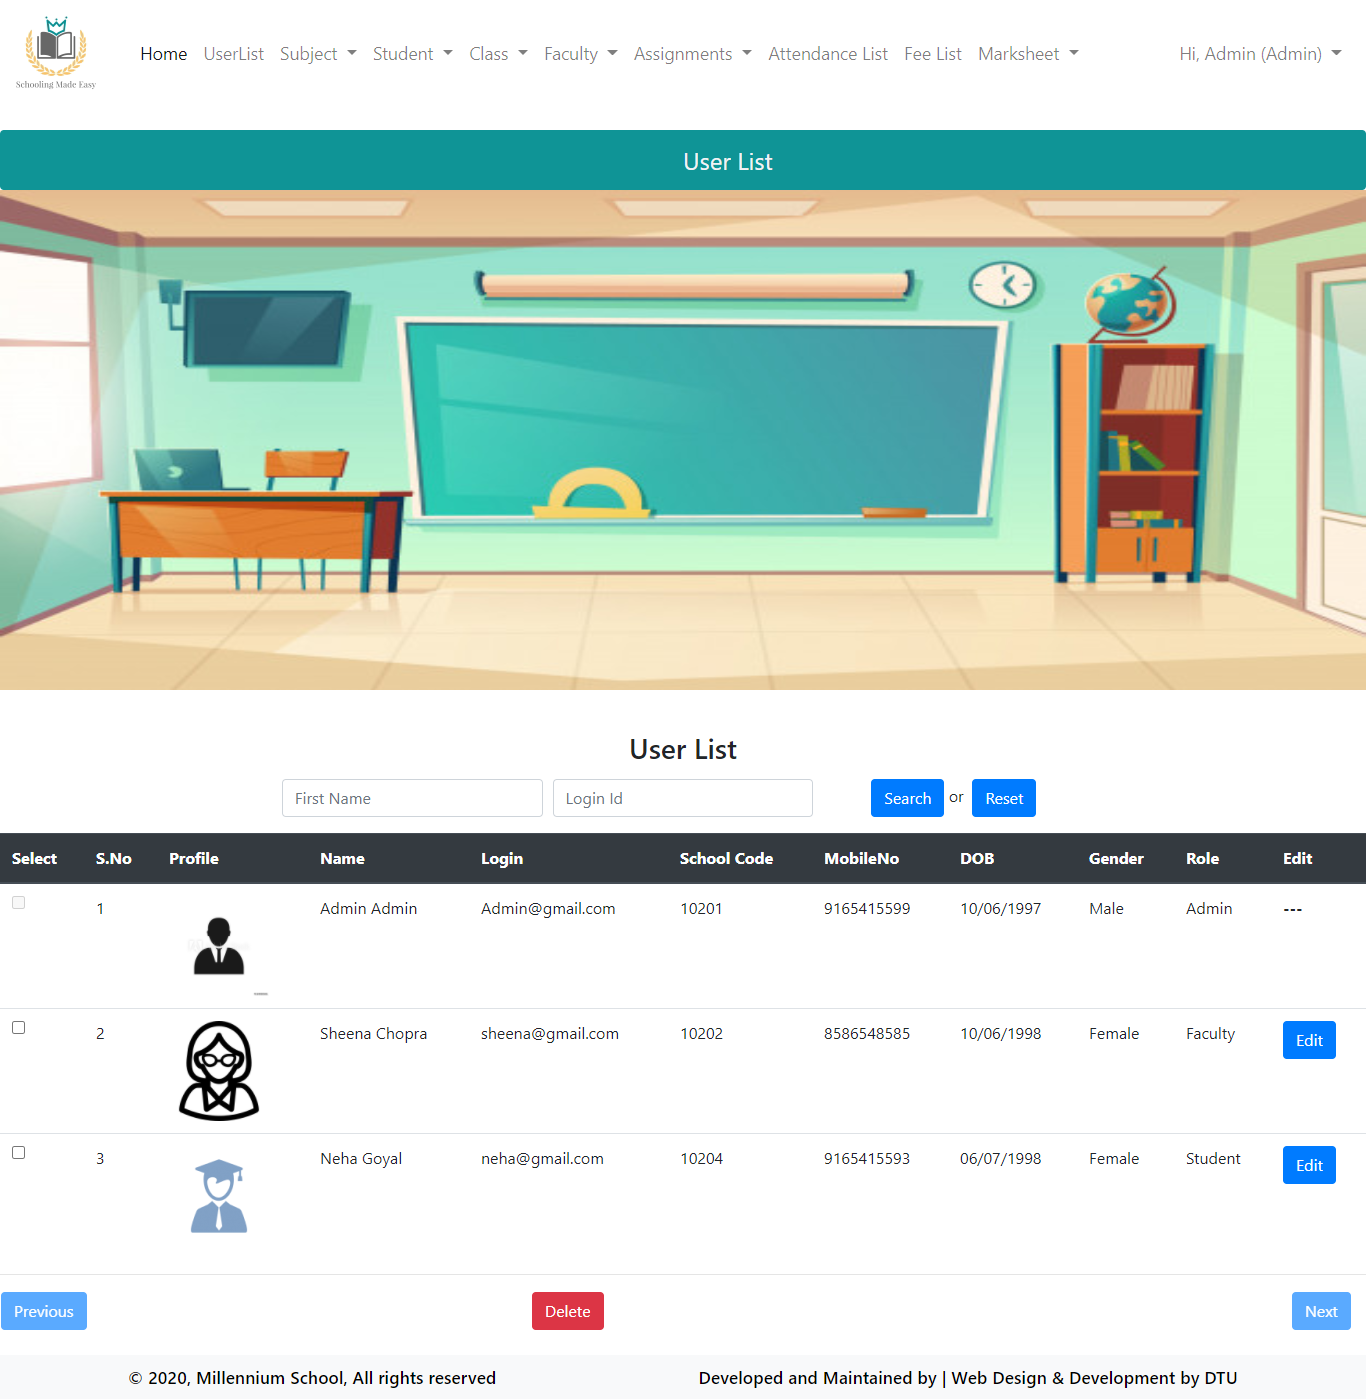 Schooling Made Easy
Home UserList Subject Student Class Faculty Assignments Attendance List Fee List Marksheet Hi, Admin (Admin)
User List
User List
First Name Login Id Search or Reset
Select S.No Profile Name Login School Code MobileNo DOB Gender Role Edit
1 Admin Admin Admin@gmail.com 10201 9165415599 10/06/1997 Male Admin ---
2 Sheena Chopra sheena@gmail.com 10202 8586548585 10/06/1998 Female Faculty Edit
3 Neha Goyal neha@gmail.com 10204 9165415593 06/07/1998 Female Student Edit
Previous Delete Next
© 2020, Millennium School, All rights reserved Developed and Maintained by | Web Design & Development by DTU